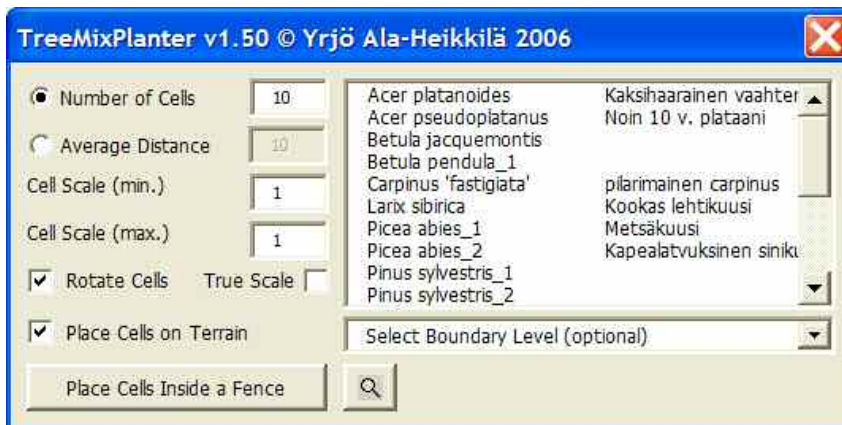 TreeMixPlanter v1.50 © Yrjö Ala-Heikkilä 2006
Number of Cells 10
Average Distance 10
Cell Scale (min.) 1
Cell Scale (max.) 1
Rotate Cells True Scale
Place Cells on Terrain
Place Cells Inside a Fence
Acer platanoides Kaksihaarainen vaahter
Acer pseudoplatanus Noin 10 v. plataani
Betula jacquemontis
Betula pendula_1
Carpinus 'fastigiata' pilarimainen carpinus
Larix sibirica Kookas lehtikuusi
Picea abies_1 Metsäkuusi
Picea abies_2 Kapealatvuksinen siniku
Pinus sylvestris_1
Pinus sylvestris_2
Select Boundary Level (optional)